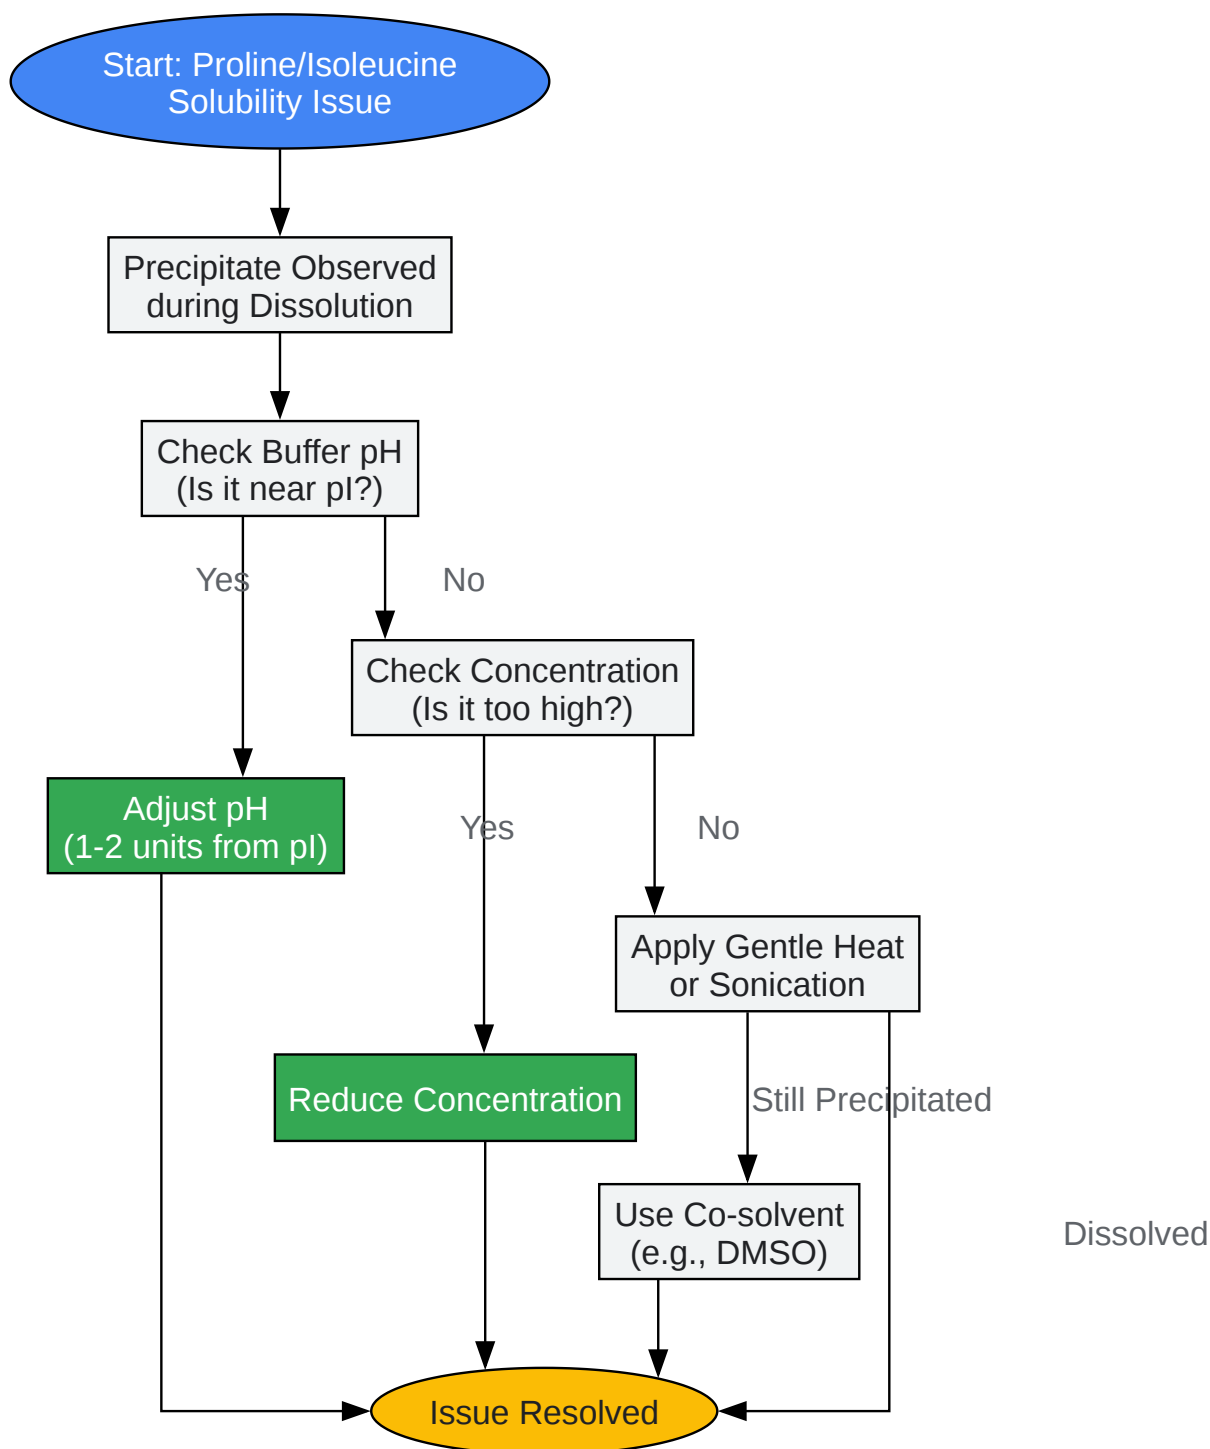 Start: Proline/Isoleucine
Solubility Issue
Precipitate Observed
during Dissolution
Check Buffer pH
(Is it near pI?)
Yes
No
Check Concentration
(Is it too high?)
Adjust pH
(1-2 units from pI)
Yes
No
Apply Gentle Heat
or Sonication
Reduce Concentration
Still Precipitated
Use Co-solvent
(e.g., DMSO)
Dissolved
Issue Resolved